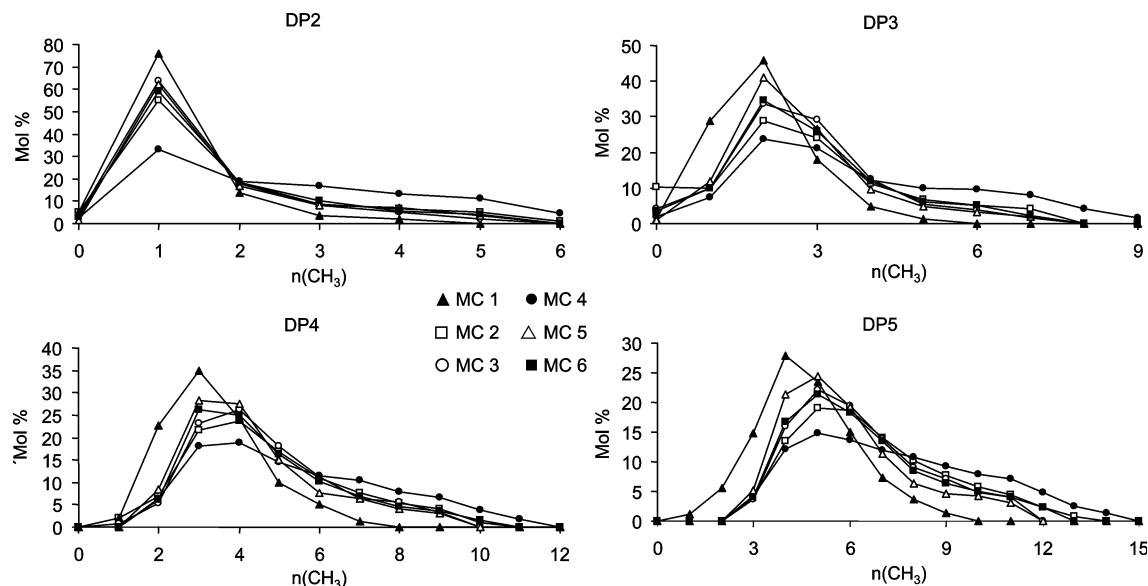 DP2
Mol %
80
70
60
50
40
30
20
10
0
0 1 2 3 4 5 6
n(CH₃)
DP3
Mol %
50
40
30
20
10
0
0 3 6 9
n(CH₃)
▲ MC 1 ● MC 4
□ MC 2 △ MC 5
○ MC 3 ■ MC 6
DP4
´Mol %
40
35
30
25
20
15
10
5
0
0 2 4 6 8 10 12
n(CH₃)
DP5
Mol %
30
25
20
15
10
5
0
0 3 6 9 12 15
n(CH₃)